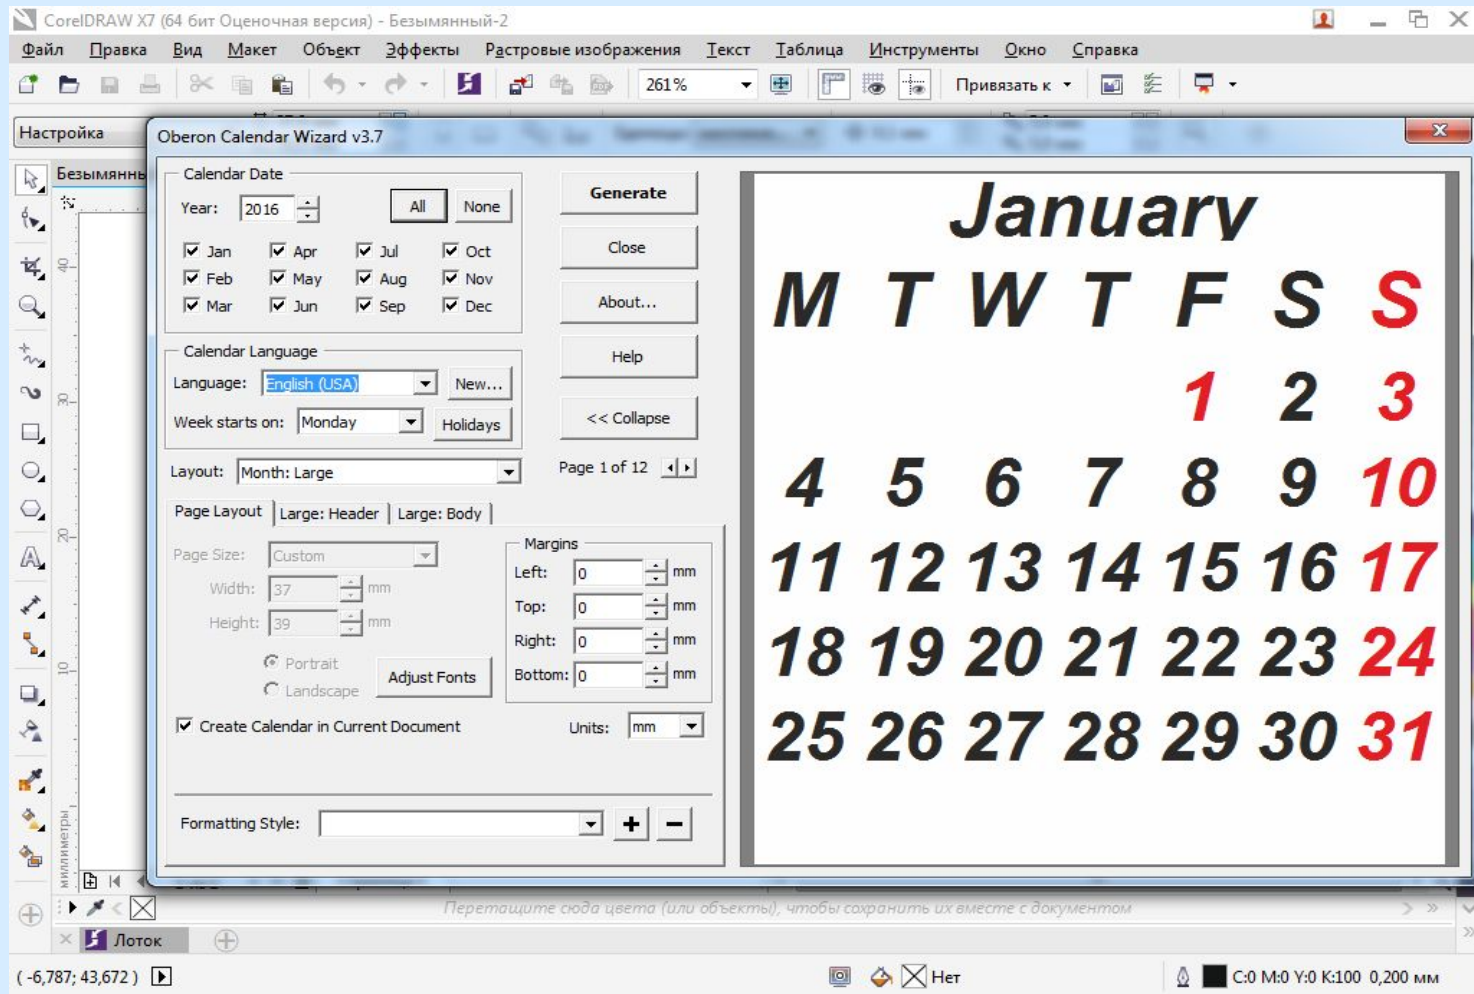 CorelDRAW X7 (64 бит Оценочная версия) - Безымянный-2
Файл Правка Вид Макет Объект Эффекты Растровые изображения Текст Таблица Инструменты Окно Справка
261% Привязать к
Настройка
Безымяннь
Oberon Calendar Wizard v3.7
Calendar Date
Year: 2016 All None
Jan Apr Jul Oct
Feb May Aug Nov
Mar Jun Sep Dec
Calendar Language
Language: English (USA) New...
Week starts on: Monday Holidays
Layout: Month: Large
Generate
Close
About...
Help
<< Collapse
Page 1 of 12
Page Layout Large: Header Large: Body
Page Size: Custom
Width: 37 mm
Height: 39 mm
Portrait
Landscape
Adjust Fonts
Margins
Left: 0 mm
Top: 0 mm
Right: 0 mm
Bottom: 0 mm
Create Calendar in Current Document
Units: mm
Formatting Style:
January
M T W T F S S
1 2 3
4 5 6 7 8 9 10
11 12 13 14 15 16 17
18 19 20 21 22 23 24
25 26 27 28 29 30 31
40
30
20
10
миллиметры
Перетащите сюда цвета (или объекты), чтобы сохранить их вместе с документом
Лоток
( -6,787; 43,672 ) Нет C:0 M:0 Y:0 K:100 0,200 мм